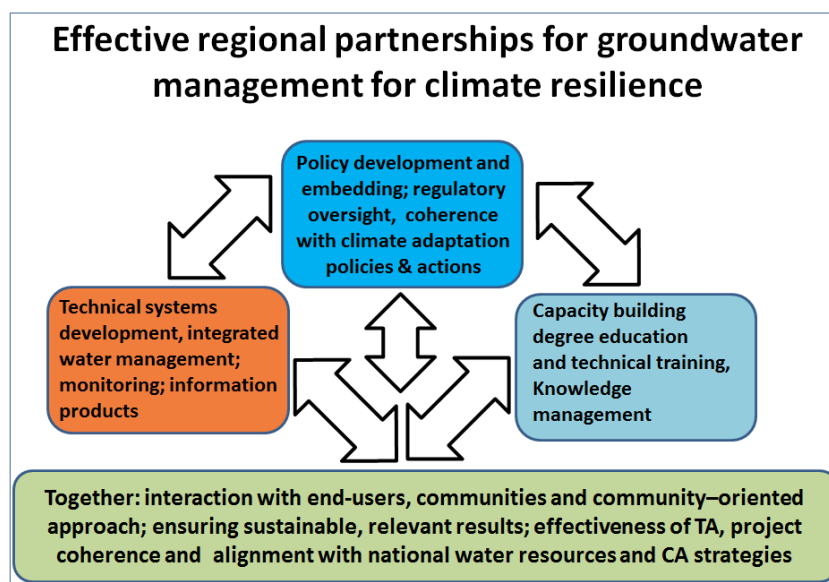 Effective regional partnerships for groundwater
management for climate resilience
Policy development and
embedding; regulatory
oversight, coherence
with climate adaptation
policies & actions
Technical systems
development, integrated
water management;
monitoring; information
products
Capacity building
degree education
and technical training,
Knowledge
management
Together: interaction with end-users, communities and community–oriented
approach; ensuring sustainable, relevant results; effectiveness of TA, project
coherence and alignment with national water resources and CA strategies